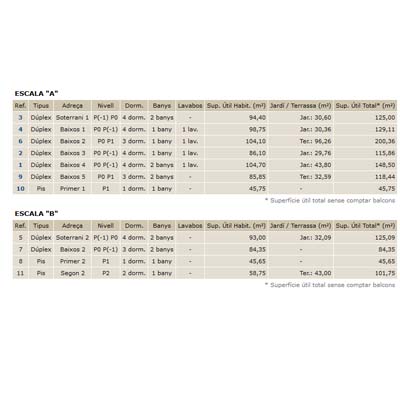 ESCALA "A"
Ref. Tipus Adreça Nivell Dorm. Banys Lavabos Sup. Útil Habit. (m²) Jardí / Terrassa (m²) Sup. Útil Total* (m²)
3 Dúplex Soterrani 1 P(-1) P0 4 dorm. 2 banys - 94,40 Jar.: 30,60 125,00
4 Dúplex Baixos 1 P0 P(-1) 4 dorm. 1 bany 1 lav. 98,75 Jar.: 30,36 129,11
6 Dúplex Baixos 2 P0 P1 3 dorm. 1 bany 1 lav. 104,10 Ter.: 96,26 200,36
2 Dúplex Baixos 3 P0 P(-1) 3 dorm. 1 bany 1 lav. 86,10 Jar.: 29,76 115,86
1 Dúplex Baixos 4 P0 P(-1) 4 dorm. 1 bany 1 lav. 104,70 Jar.: 43,80 148,50
9 Dúplex Baixos 5 P0 P1 3 dorm. 2 banys - 85,85 Ter.: 32,59 118,44
10 Pis Primer 1 P1 1 dorm. 1 bany - 45,75 - 45,75
* Superfície útil total sense comptar balcons
ESCALA "B"
Ref. Tipus Adreça Nivell Dorm. Banys Lavabos Sup. Útil Habit. (m²) Jardí / Terrassa (m²) Sup. Útil Total* (m²)
5 Dúplex Soterrani 2 P(-1) P0 4 dorm. 2 banys - 93,00 Jar.: 32,09 125,09
7 Dúplex Baixos 2 P0 P(-1) 3 dorm. 2 banys - 84,35 - 84,35
8 Pis Primer 2 P1 1 dorm. 1 bany - 45,65 - 45,65
11 Pis Segon 2 P2 2 dorm. 1 bany - 58,75 Ter.: 43,00 101,75
* Superfície útil total sense comptar balcons